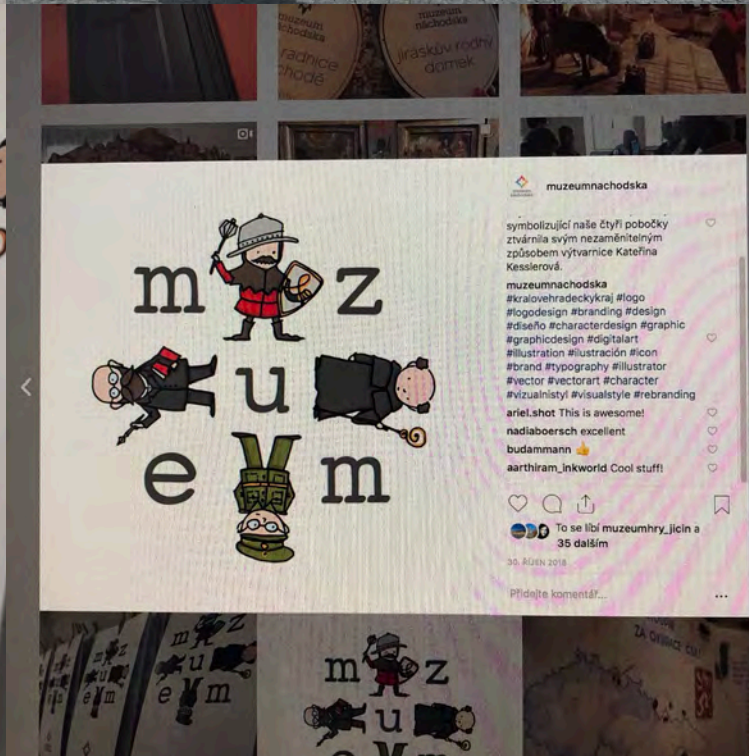 muzeum
náchodska
radnice
muzeum
náchodska
jiráskův rodný
domek
m z
u
e m
muzeumnachodska
symbolizující naše čtyři pobočky
ztvárnila svým nezaměnitelným
způsobem výtvarnice Kateřina
Kesslerová.
muzeumnachodska
#kralovehradeckykraj #logo
#logodesign #branding #design
#diseño #characterdesign #graphic
#graphicdesign #digitalart
#illustration #ilustración #icon
#brand #typography #illustrator
#vector #vectorart #character
#vizualnistyl #visualstyle #rebranding
ariel.shot This is awesome!
nadiaboersch excellent
budammann 👍
aarthiram_inkworld Cool stuff!
To se líbí muzeumhry_jicin a
35 dalším
30. ŘÍJEN 2018
Přidejte komentář...
m z
u
e m
m z
u
e m
m z
u
ZA